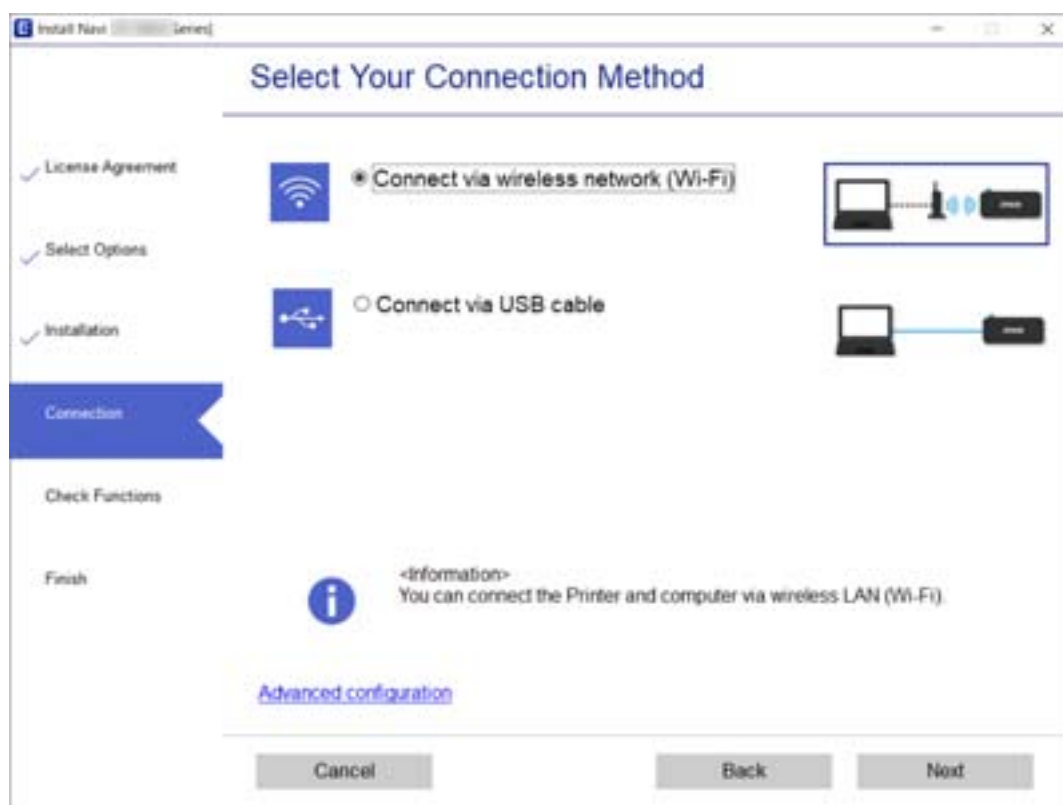 Install Navi
Series]
Select Your Connection Method
License Agreement
Select Options
Installation
Connection
Check Functions
Finish
Connect via wireless network (Wi-Fi)
Connect via USB cable
<Information>
You can connect the Printer and computer via wireless LAN (Wi-Fi).
Advanced configuration
Cancel
Back
Next